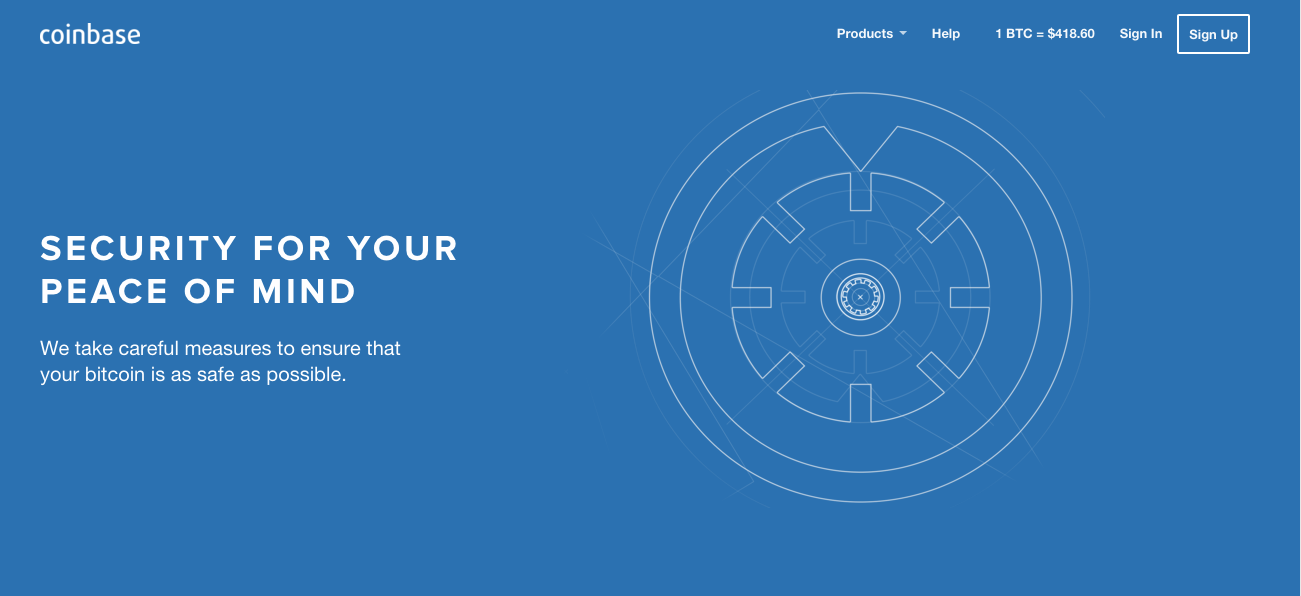 coinbase
Products
Help
1 BTC = $418.60
Sign In
Sign Up
SECURITY FOR YOUR
PEACE OF MIND
We take careful measures to ensure that
your bitcoin is as safe as possible.